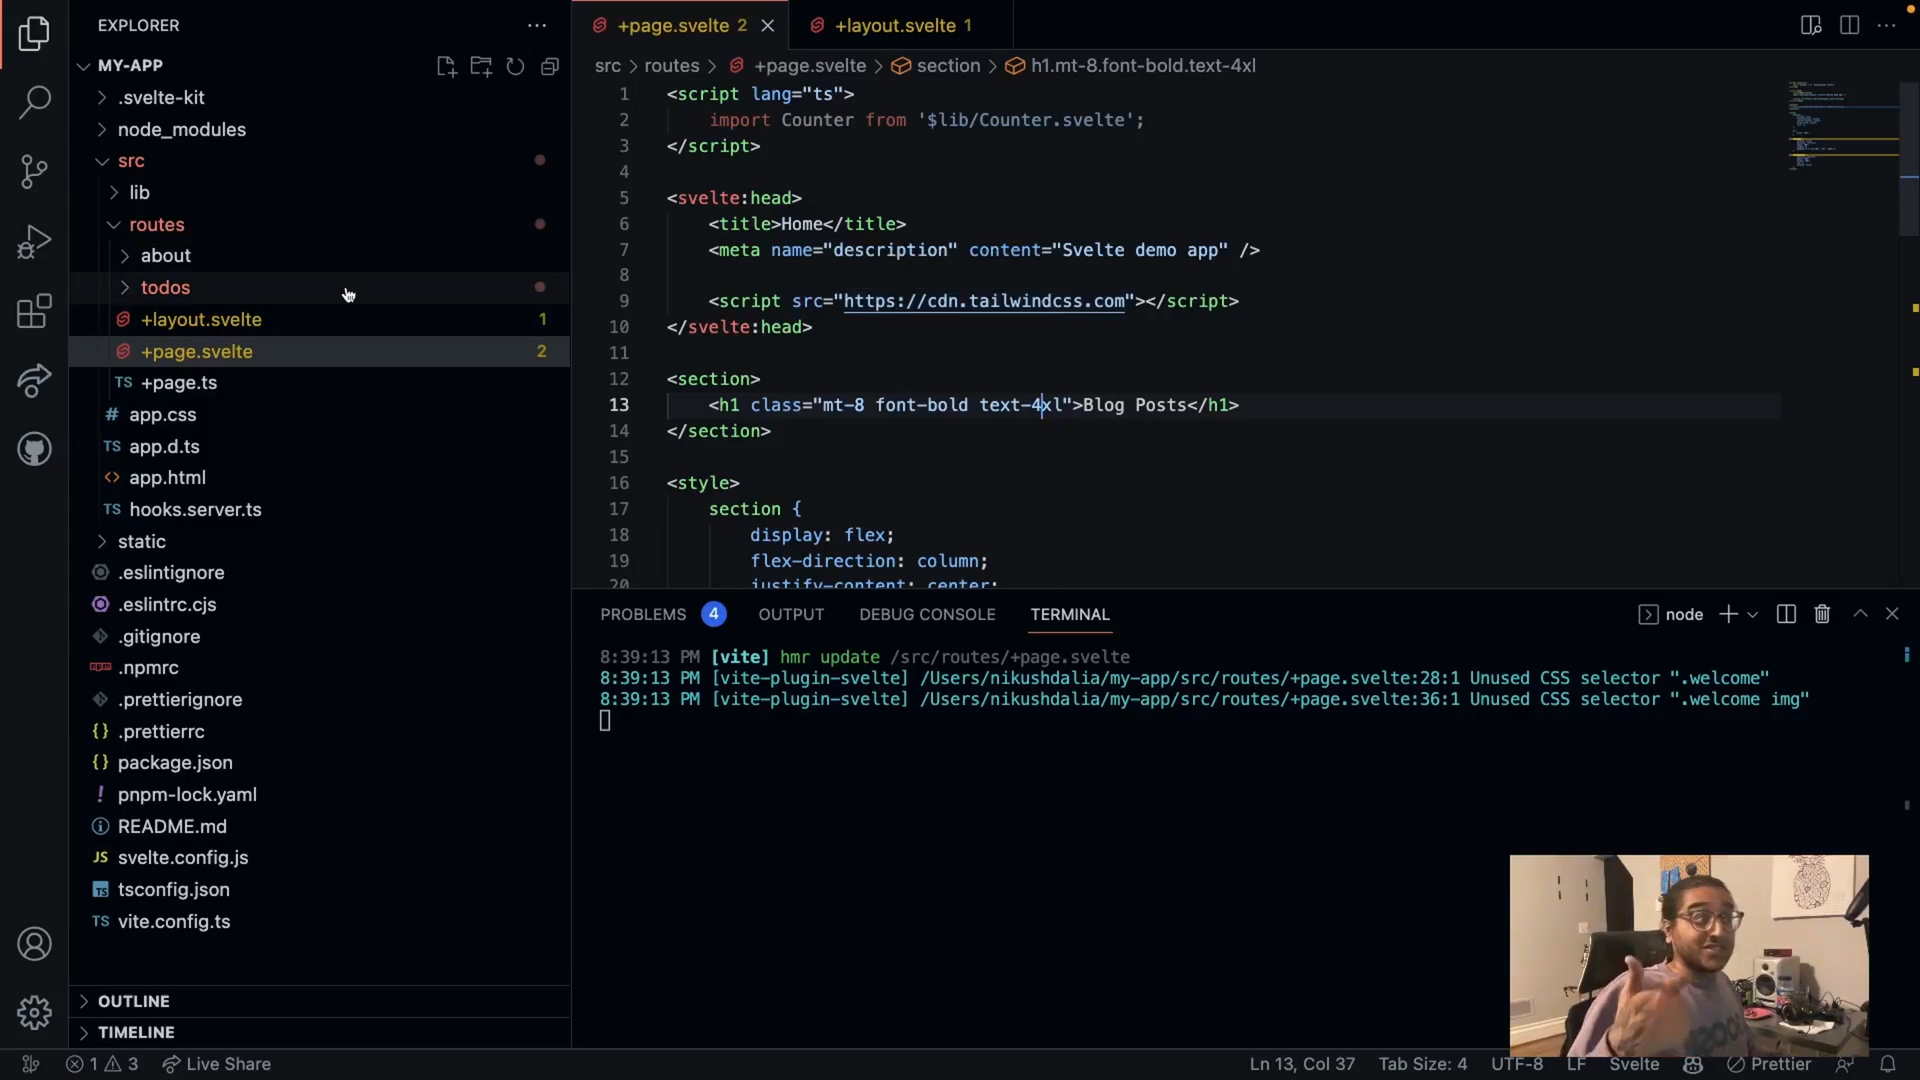 EXPLORER
MY-APP
.svelte-kit
node_modules
src
lib
routes
about
todos
+layout.svelte 1
+page.svelte 2
TS +page.ts
# app.css
TS app.d.ts
<> app.html
TS hooks.server.ts
static
.eslintignore
.eslintrc.cjs
.gitignore
.npmrc
.prettierignore
{} .prettierrc
{} package.json
! pnpm-lock.yaml
README.md
JS svelte.config.js
TS tsconfig.json
TS vite.config.ts
OUTLINE
TIMELINE
+page.svelte 2
+layout.svelte 1
src > routes > +page.svelte > section > h1.mt-8.font-bold.text-4xl
1 <script lang="ts">
2 import Counter from '$lib/Counter.svelte';
3 </script>
4
5 <svelte:head>
6 <title>Home</title>
7 <meta name="description" content="Svelte demo app" />
8
9 <script src="https://cdn.tailwindcss.com"></script>
10 </svelte:head>
11
12 <section>
13 <h1 class="mt-8 font-bold text-4xl">Blog Posts</h1>
14 </section>
15
16 <style>
17 section {
18 display: flex;
19 flex-direction: column;
20 justify-content: center;
PROBLEMS 4 OUTPUT DEBUG CONSOLE TERMINAL node
8:39:13 PM [vite] hmr update /src/routes/+page.svelte
8:39:13 PM [vite-plugin-svelte] /Users/nikushdalia/my-app/src/routes/+page.svelte:28:1 Unused CSS selector ".welcome"
8:39:13 PM [vite-plugin-svelte] /Users/nikushdalia/my-app/src/routes/+page.svelte:36:1 Unused CSS selector ".welcome img"
1 3 Live Share Ln 13, Col 37 Tab Size: 4 UTF-8 LF Svelte Prettier